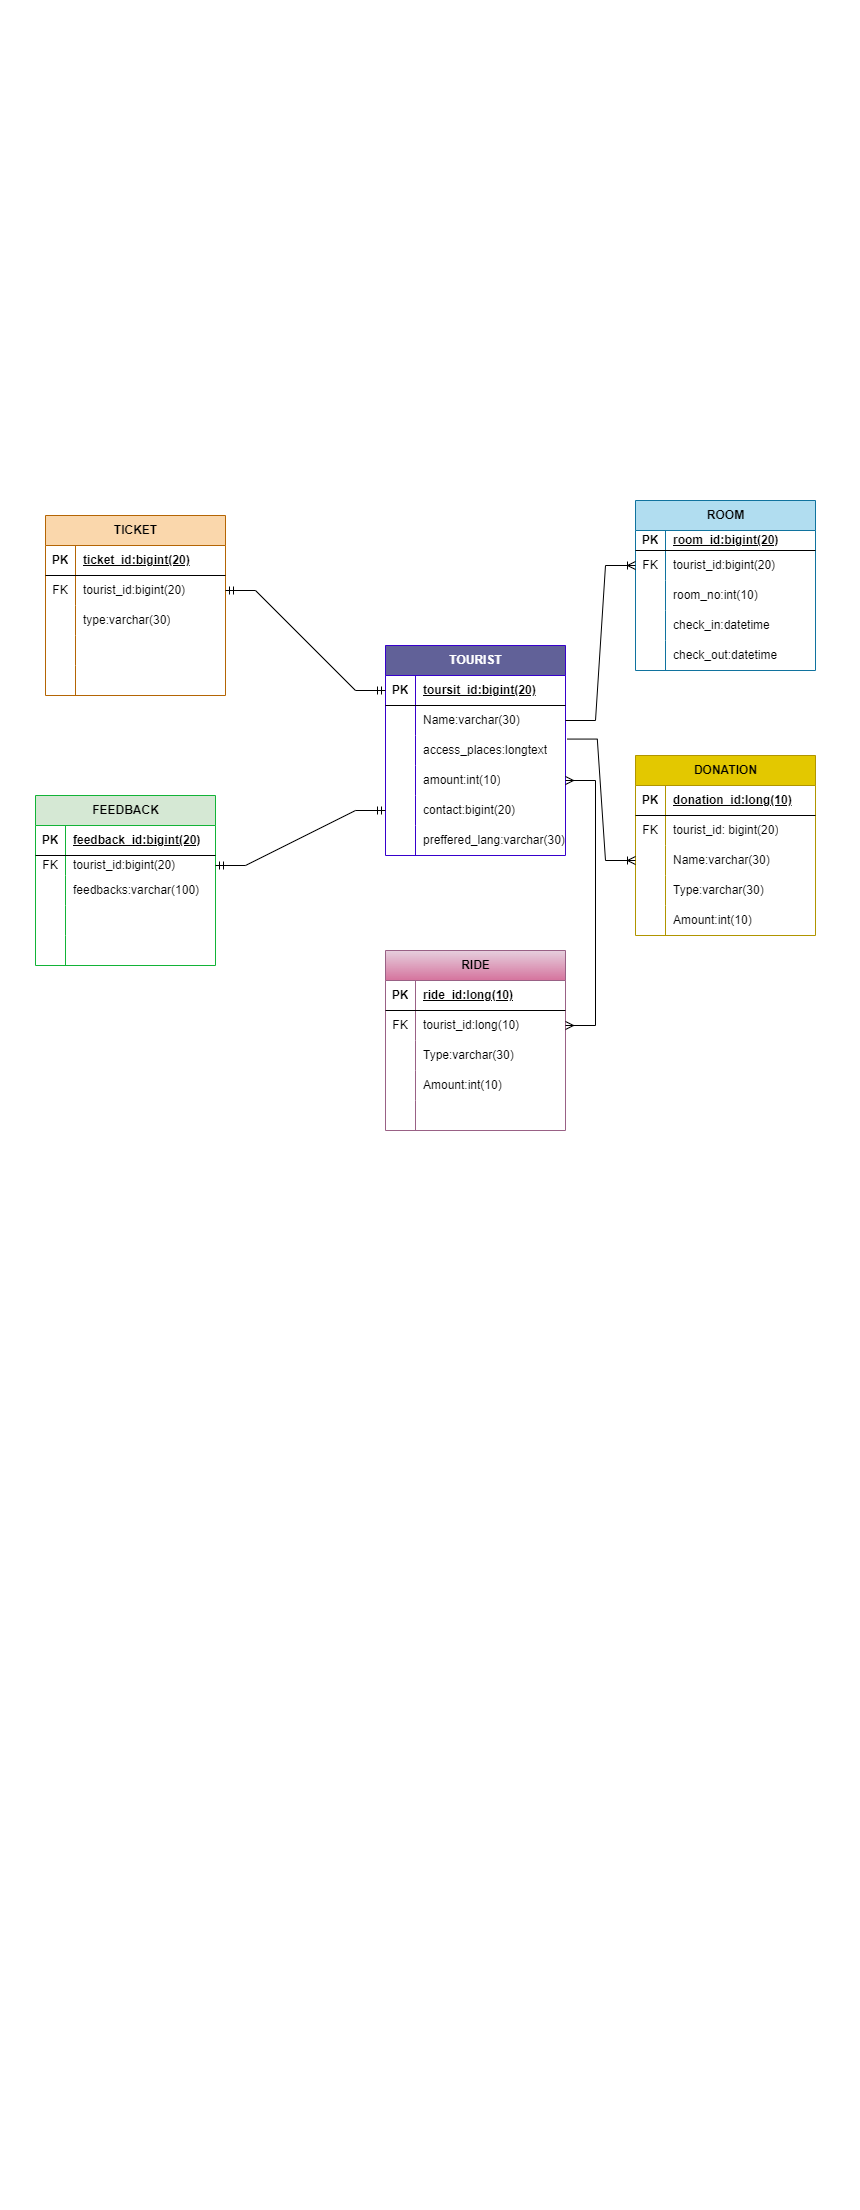 TICKET
PK ticket_id:bigint(20)
FK tourist_id:bigint(20)
type:varchar(30)
ROOM
PK room_id:bigint(20)
FK tourist_id:bigint(20)
room_no:int(10)
check_in:datetime
check_out:datetime
TOURIST
PK toursit_id:bigint(20)
Name:varchar(30)
access_places:longtext
amount:int(10)
contact:bigint(20)
preffered_lang:varchar(30)
DONATION
PK donation_id:long(10)
FK tourist_id: bigint(20)
Name:varchar(30)
Type:varchar(30)
Amount:int(10)
FEEDBACK
PK feedback_id:bigint(20)
FK tourist_id:bigint(20)
feedbacks:varchar(100)
RIDE
PK ride_id:long(10)
FK tourist_id:long(10)
Type:varchar(30)
Amount:int(10)